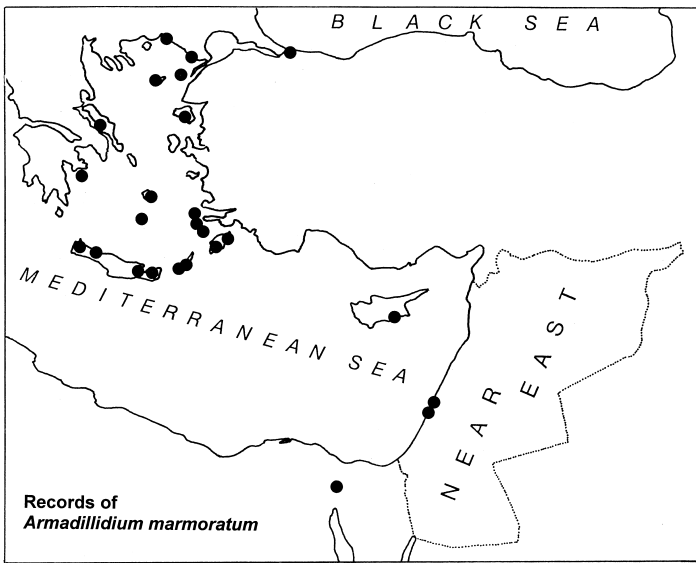 BLACK SEA
MEDITERRANEAN SEA
NEAR EAST
Records of
Armadillidium marmoratum